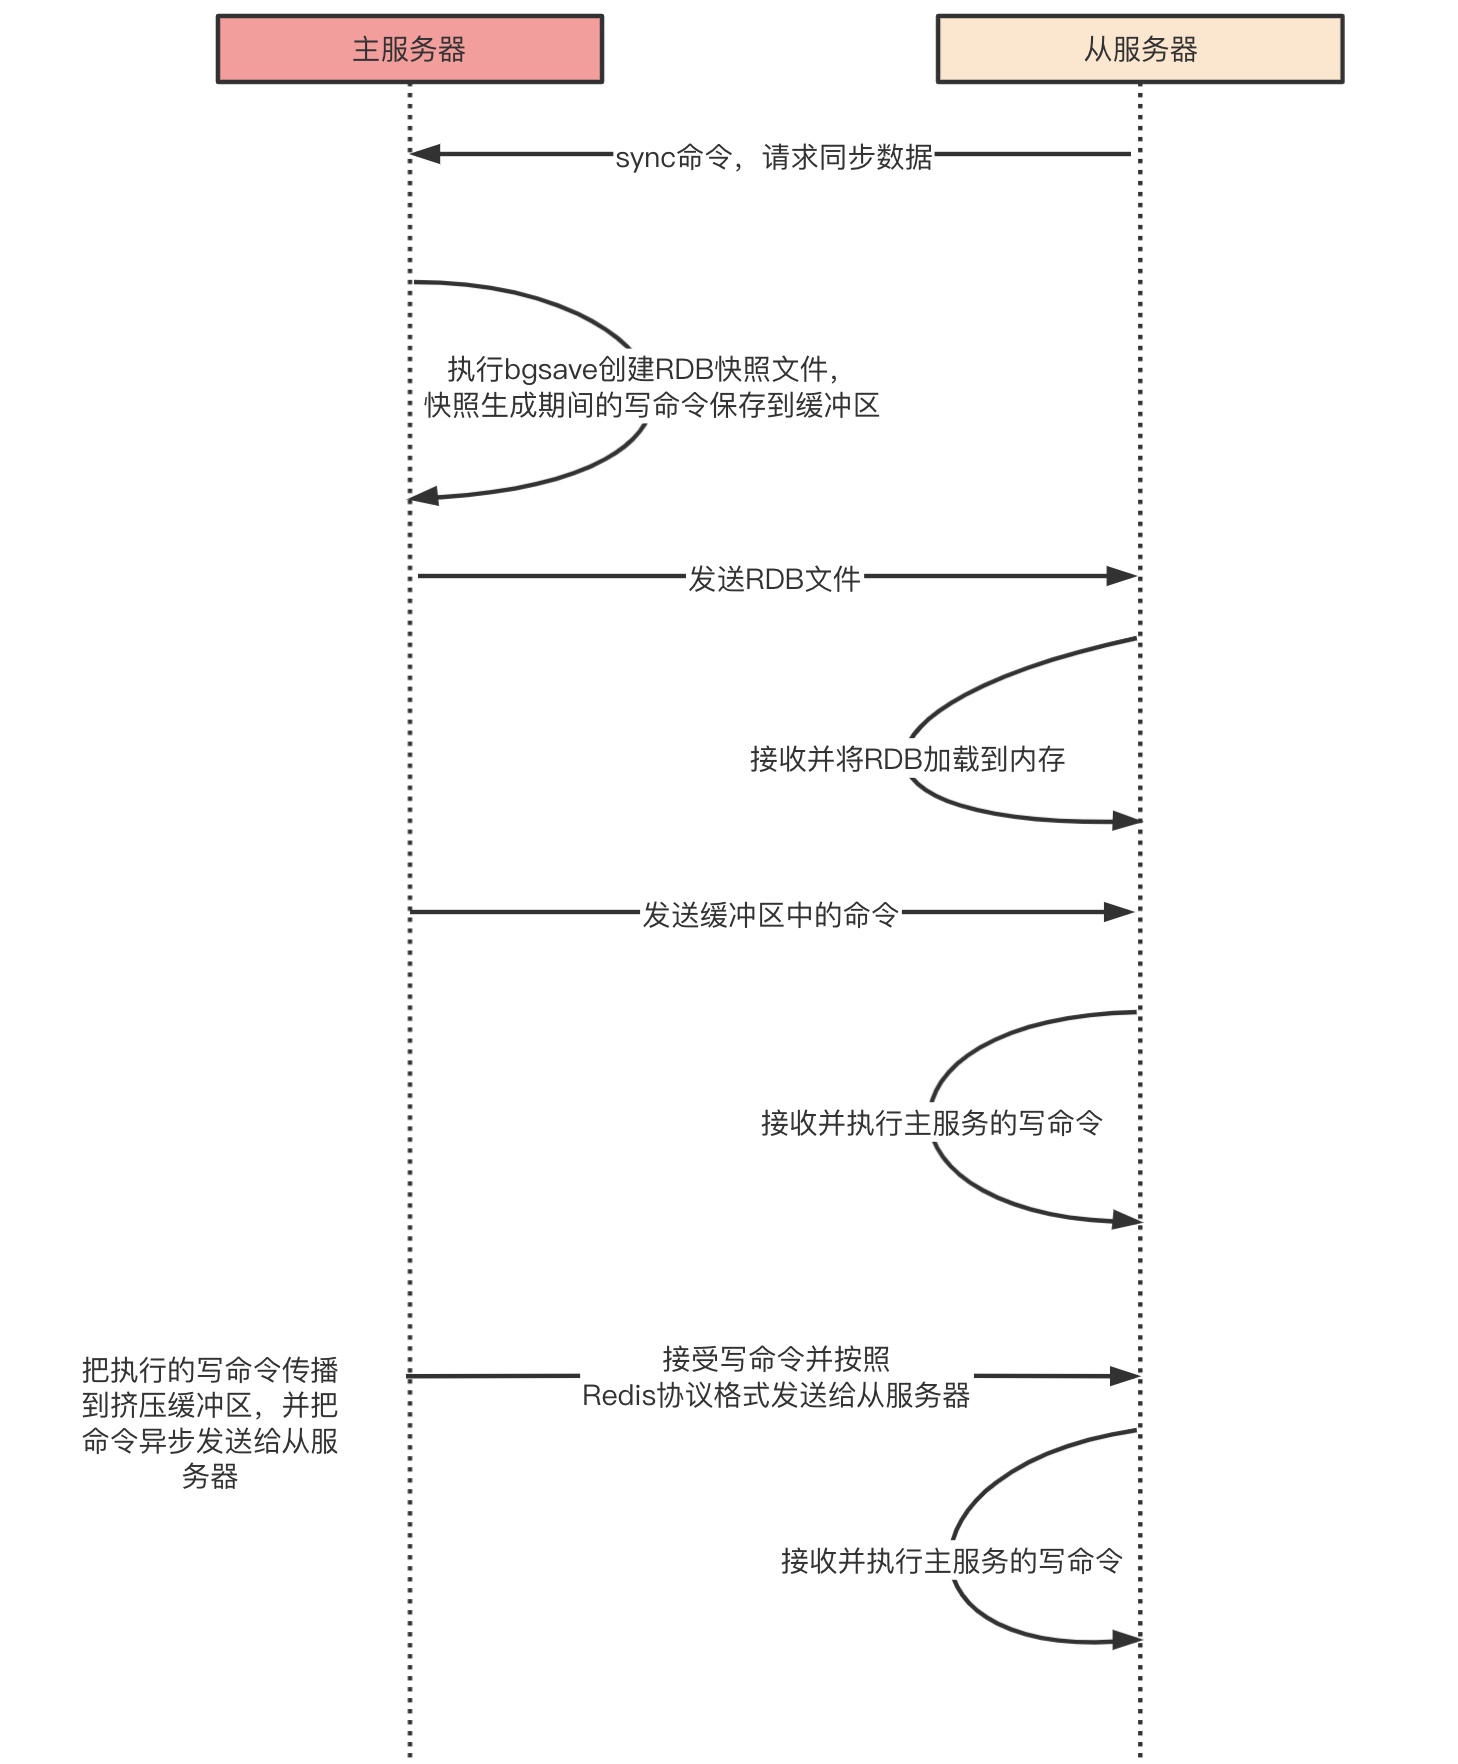 主服务器
从服务器
sync命令，请求同步数据
执行bgsave创建RDB快照文件，
快照生成期间的写命令保存到缓冲区
发送RDB文件
接收并将RDB加载到内存
发送缓冲区中的命令
接收并执行主服务的写命令
把执行的写命令传播
到挤压缓冲区，并把
命令异步发送给从服
务器
接受写命令并按照
Redis协议格式发送给从服务器
接收并执行主服务的写命令